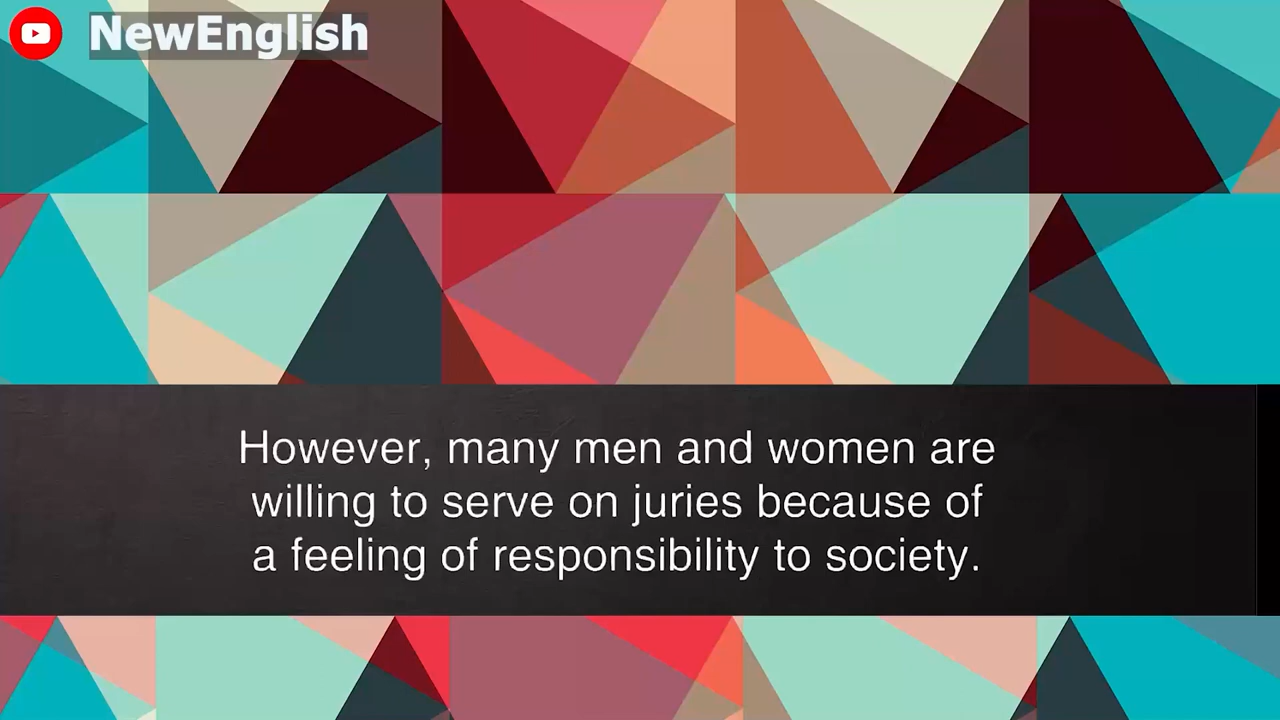 NewEnglish
However, many men and women are
willing to serve on juries because of
a feeling of responsibility to society.